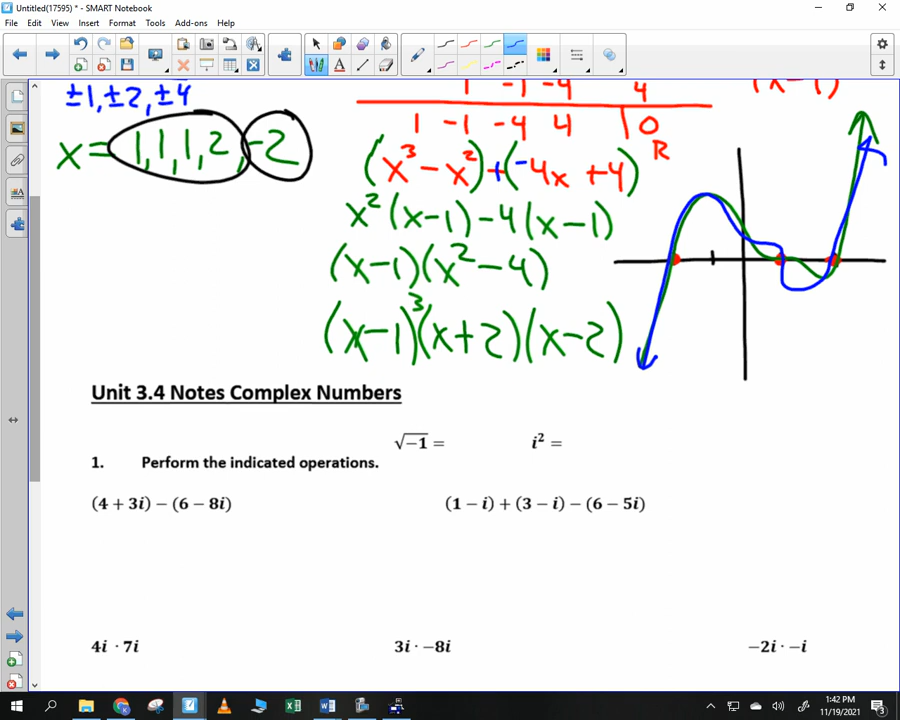 Untitled(17595) * - SMART Notebook
File Edit View Insert Format Tools Add-ons Help
±1, ±2, ±4
1 -1 -4 4
(x-1)
1 -1 -4 4 | 0
R
x = 1, 1, 1, 2, -2
(x³ - x²) + (-4x + 4)
x²(x-1) - 4(x-1)
(x-1)(x² - 4)
(x-1)³(x+2)(x-2)
Unit 3.4 Notes Complex Numbers
√−1 = i² =
1. Perform the indicated operations.
(4 + 3i) − (6 − 8i) (1 − i) + (3 − i) − (6 − 5i)
4i · 7i 3i · −8i −2i · −i
1:42 PM
11/19/2021
3